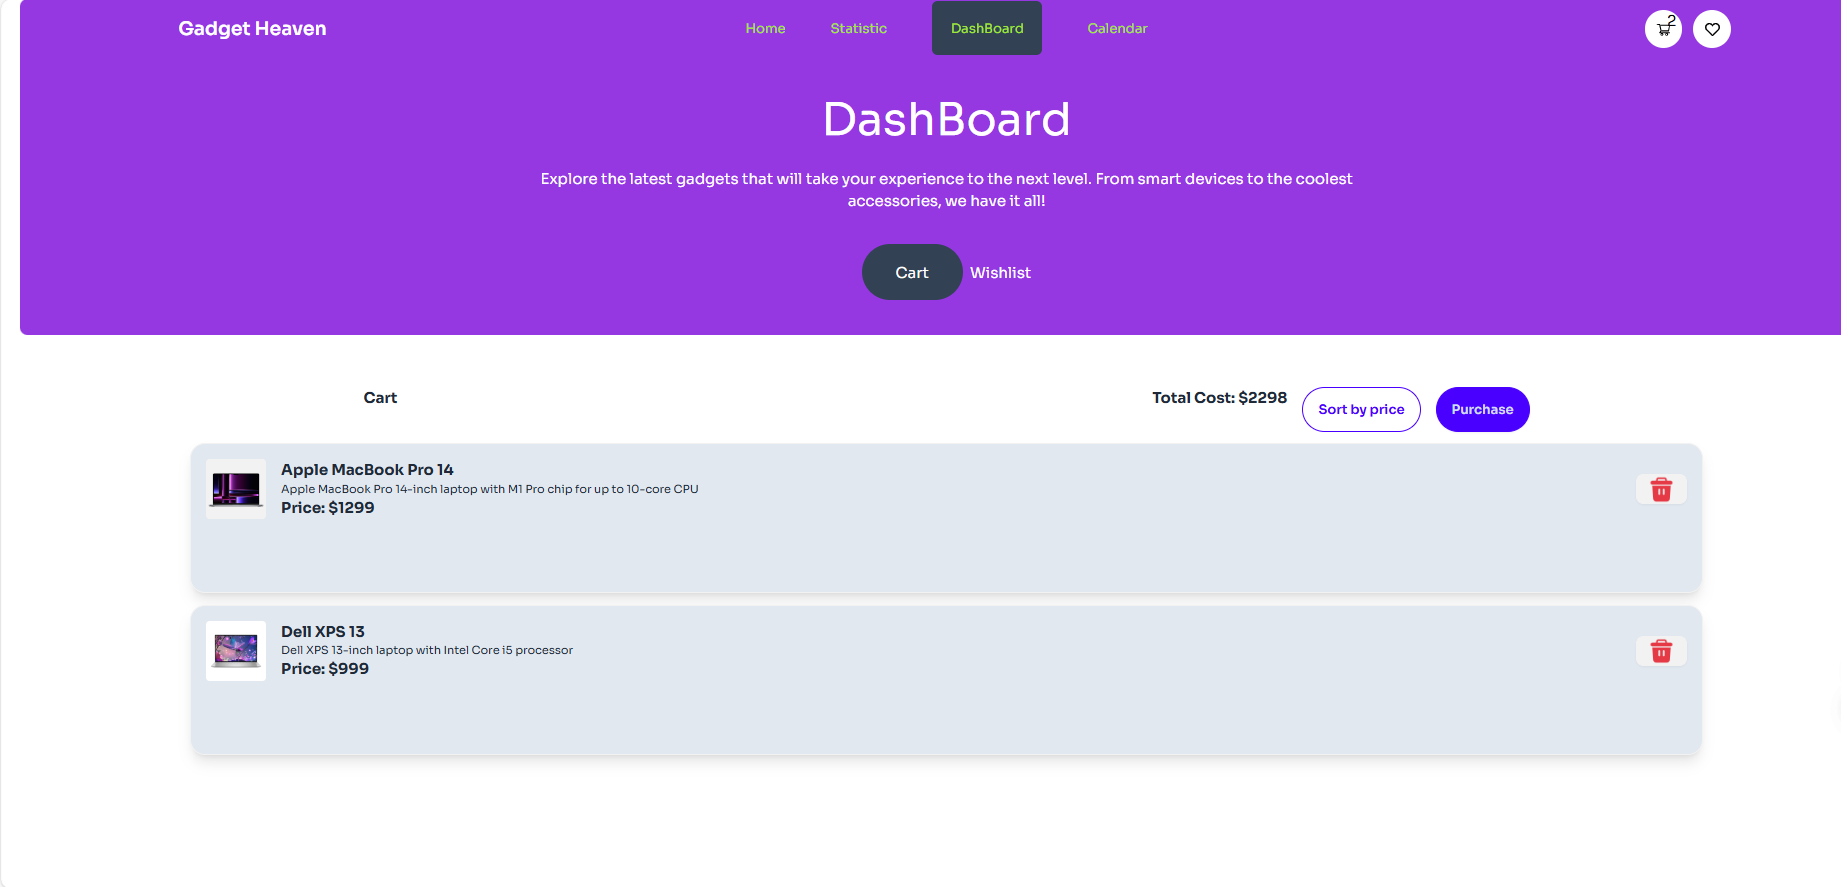 Gadget Heaven
Home
Statistic
DashBoard
Calendar
2
DashBoard
Explore the latest gadgets that will take your experience to the next level. From smart devices to the coolest
accessories, we have it all!
Cart
Wishlist
Cart
Total Cost: $2298
Sort by price
Purchase
Apple MacBook Pro 14
Apple MacBook Pro 14-inch laptop with M1 Pro chip for up to 10-core CPU
Price: $1299
Dell XPS 13
Dell XPS 13-inch laptop with Intel Core i5 processor
Price: $999